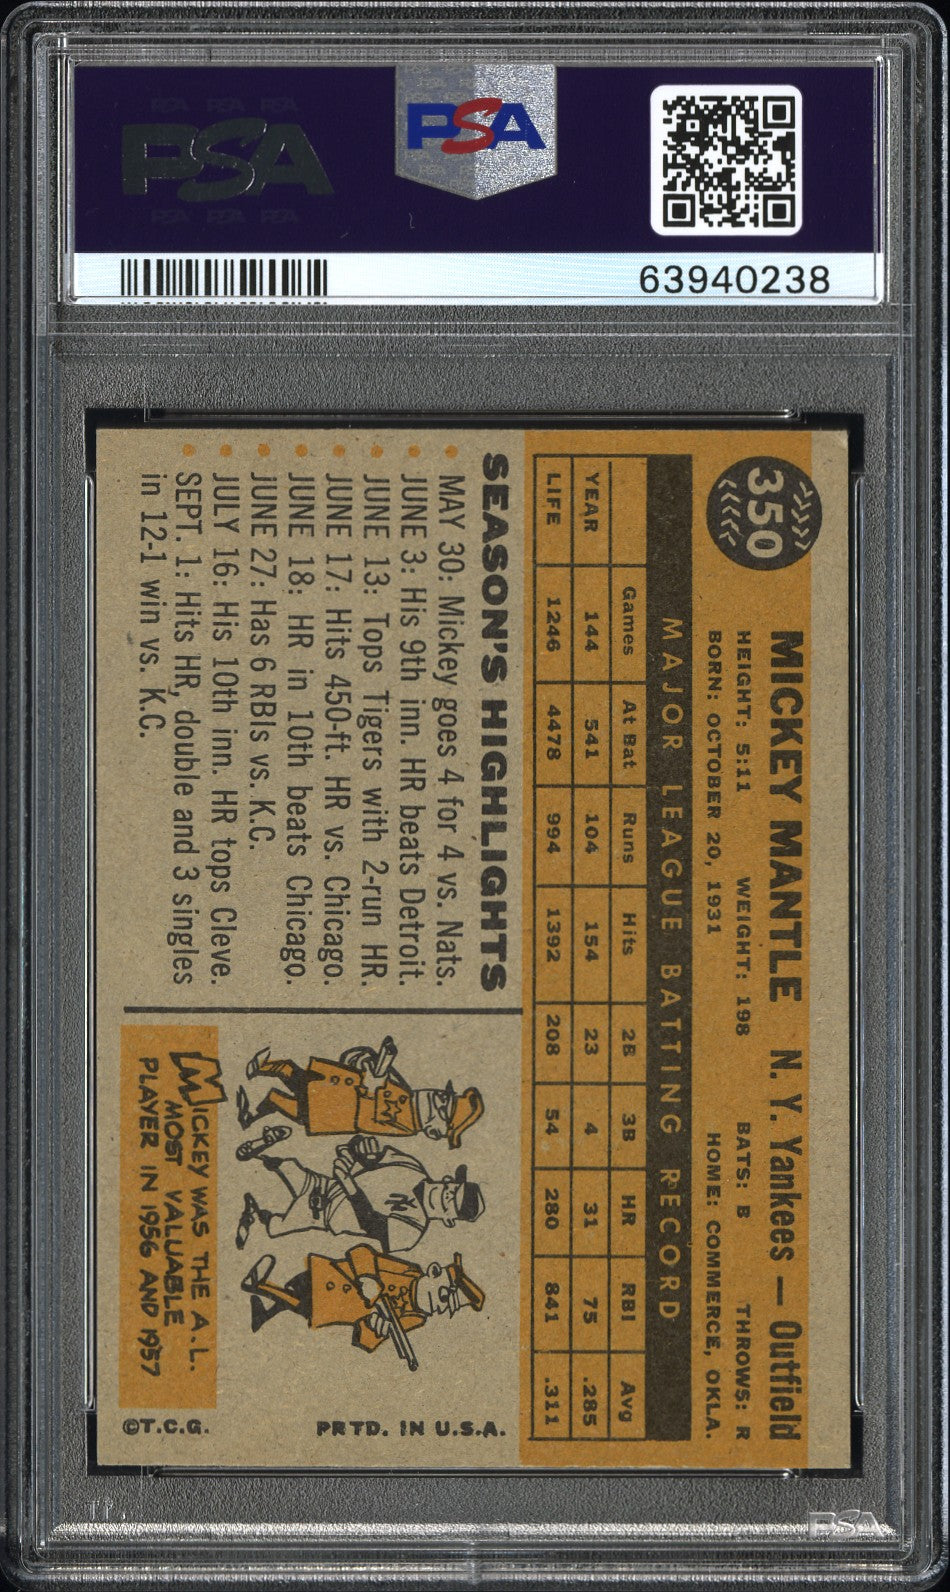 PSA PSA PSA
PSA
PSA PSA PSA
PSA
63940238
350
MICKEY MANTLE N. Y. Yankees — Outfield
HEIGHT: 5:11 WEIGHT: 198 BATS: B THROWS: R
BORN: OCTOBER 20, 1931 HOME: COMMERCE, OKLA.
MAJOR LEAGUE BATTING RECORD
Games At Bat Runs Hits 2B 3B HR RBI Avg
YEAR 144 541 104 154 23 4 31 75 .285
LIFE 1246 4478 994 1392 208 54 280 841 .311
SEASON'S HIGHLIGHTS
• MAY 30: Mickey goes 4 for 4 vs. Nats.
• JUNE 3: His 9th inn. HR beats Detroit.
• JUNE 13: Tops Tigers with 2-run HR.
• JUNE 17: Hits 450-ft. HR vs. Chicago.
• JUNE 18: HR in 10th beats Chicago.
• JUNE 27: Has 6 RBIs vs. K.C.
• JULY 16: His 10th inn. HR tops Cleve.
• SEPT. 1: Hits HR, double and 3 singles
in 12-1 win vs. K.C.
NY
MICKEY WAS THE A.L.
MOST VALUABLE
PLAYER IN 1956 AND 1957
©T.C.G. PRTD. IN U.S.A.
PSA